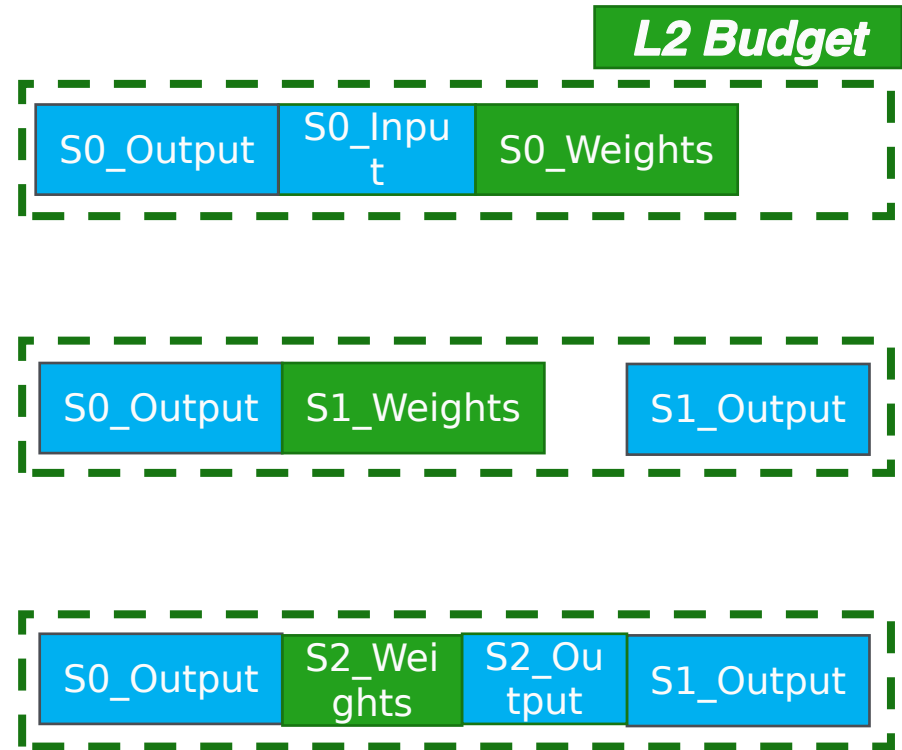 L2 Budget
S0_Output
S0_Inpu
t
S0_Weights
S0_Output
S1_Weights
S1_Output
S0_Output
S2_Wei
ghts
S2_Ou
tput
S1_Output